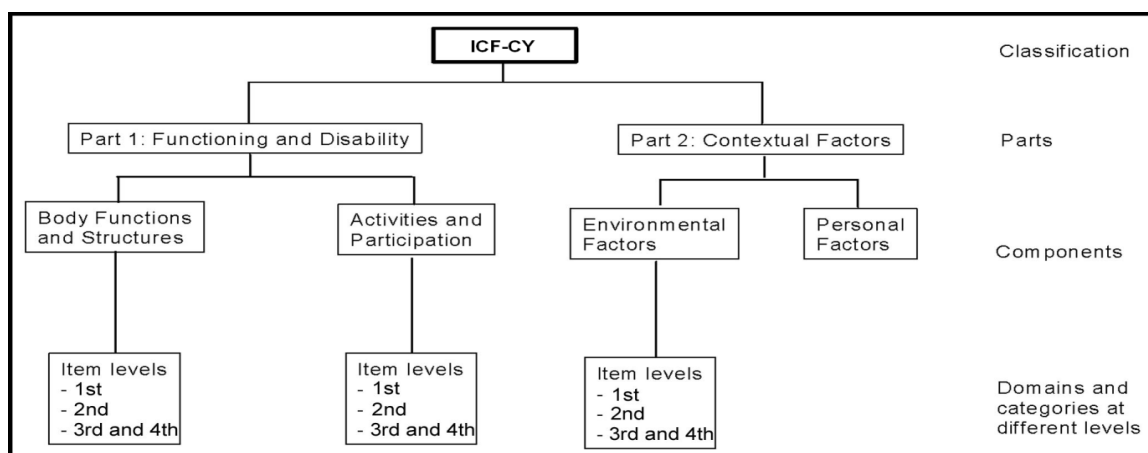 ICF-CY
Classification
Part 1: Functioning and Disability
Part 2: Contextual Factors
Parts
Body Functions
and Structures
Activities and
Participation
Environmental
Factors
Personal
Factors
Components
Item levels
- 1st
- 2nd
- 3rd and 4th
Item levels
- 1st
- 2nd
- 3rd and 4th
Item levels
- 1st
- 2nd
- 3rd and 4th
Domains and
categories at
different levels